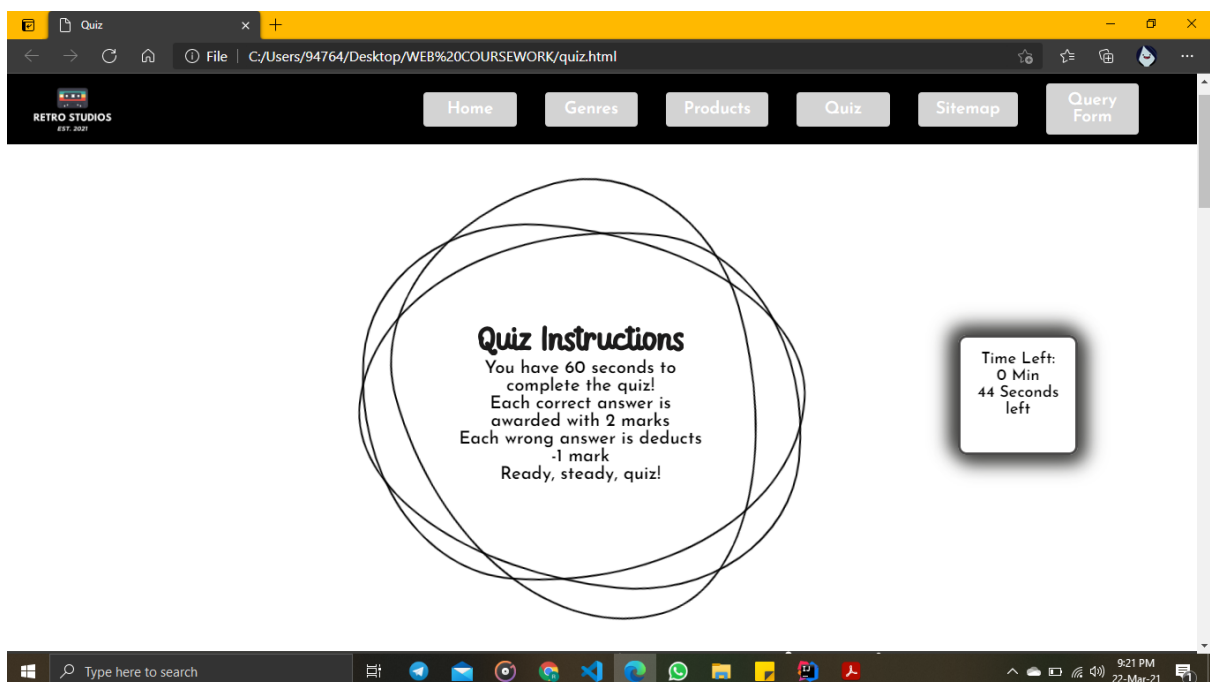 Quiz
File
C:/Users/94764/Desktop/WEB%20COURSEWORK/quiz.html
RETRO STUDIOS
EST. 2021
Home
Genres
Products
Quiz
Sitemap
Query
Form
Quiz Instructions
You have 60 seconds to
complete the quiz!
Each correct answer is
awarded with 2 marks
Each wrong answer is deducts
-1 mark
Ready, steady, quiz!
Time Left:
0 Min
44 Seconds
left
Type here to search
9:21 PM
22-Mar-21
1